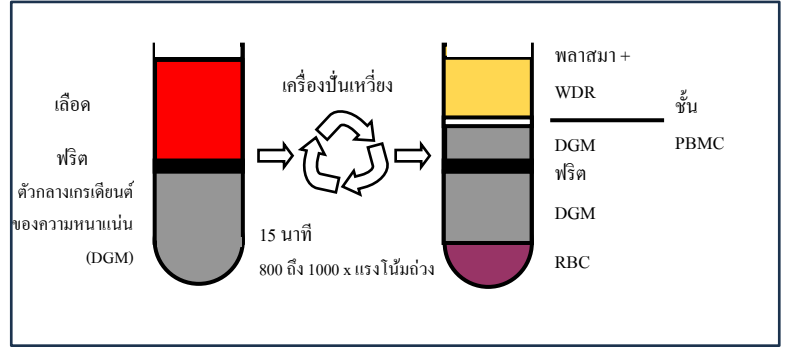 เลือด
ฟริต
ตัวกลางเกรเดียนต์
ของความหนาแน่น
(DGM)
เครื่องปั่นเหวี่ยง
15 นาที
800 ถึง 1000 x แรงโน้มถ่วง
พลาสมา +
WDR
ชั้น
PBMC
DGM
ฟริต
DGM
RBC